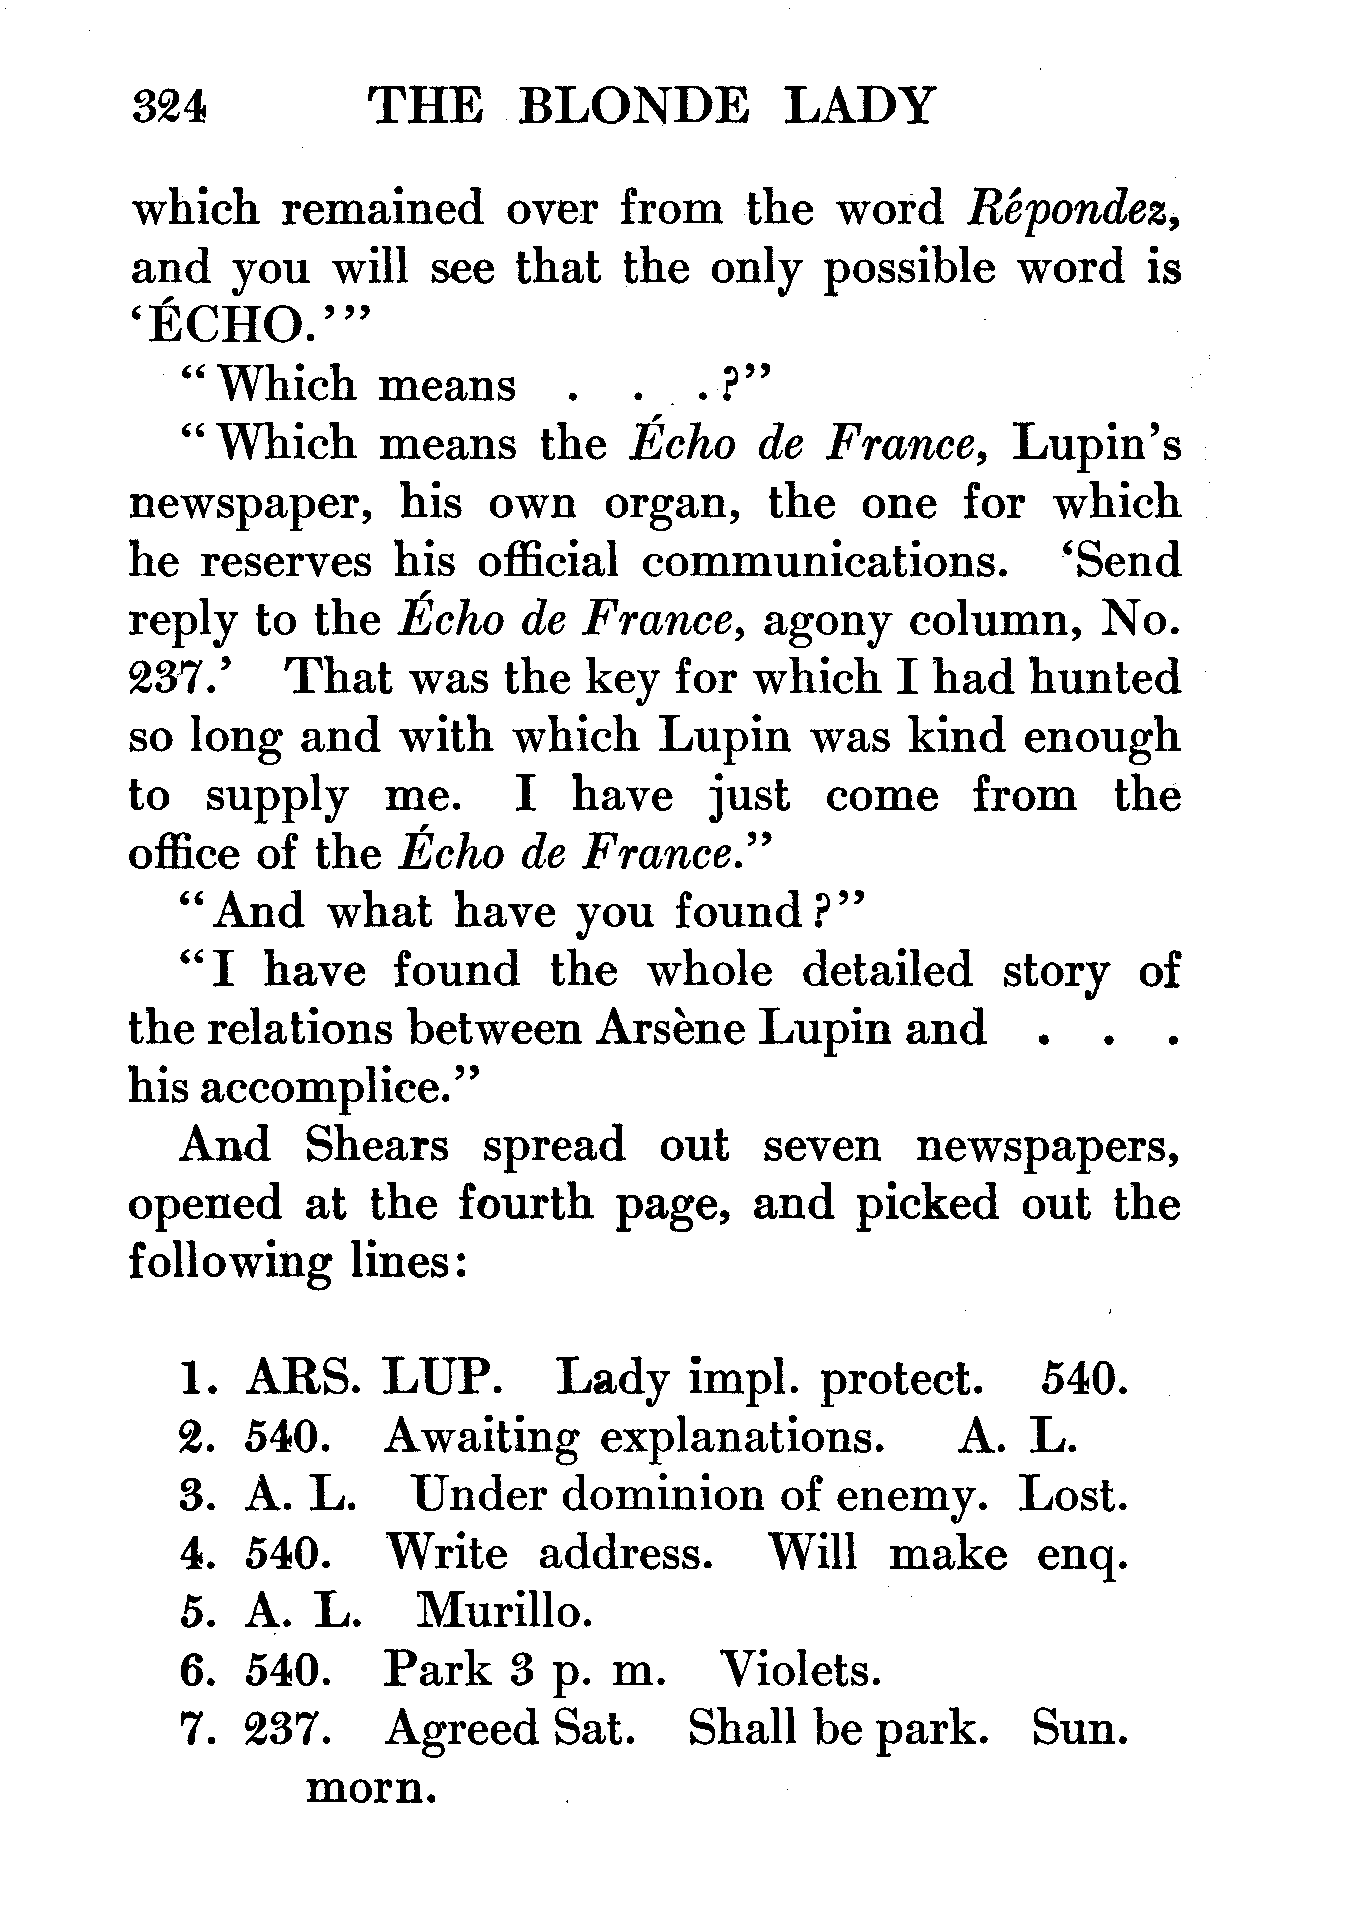 324 THE BLONDE LADY
which remained over from the word Répondez,
and you will see that the only possible word is
‘ÉCHO.’”
“Which means . . .?”
“Which means the Écho de France, Lupin’s
newspaper, his own organ, the one for which
he reserves his official communications. ‘Send
reply to the Écho de France, agony column, No.
237.’ That was the key for which I had hunted
so long and with which Lupin was kind enough
to supply me. I have just come from the
office of the Écho de France.”
“And what have you found?”
“I have found the whole detailed story of
the relations between Arsène Lupin and . . .
his accomplice.”
And Shears spread out seven newspapers,
opened at the fourth page, and picked out the
following lines:
1. ARS. LUP. Lady impl. protect. 540.
2. 540. Awaiting explanations. A. L.
3. A. L. Under dominion of enemy. Lost.
4. 540. Write address. Will make enq.
5. A. L. Murillo.
6. 540. Park 3 p. m. Violets.
7. 237. Agreed Sat. Shall be park. Sun.
morn.